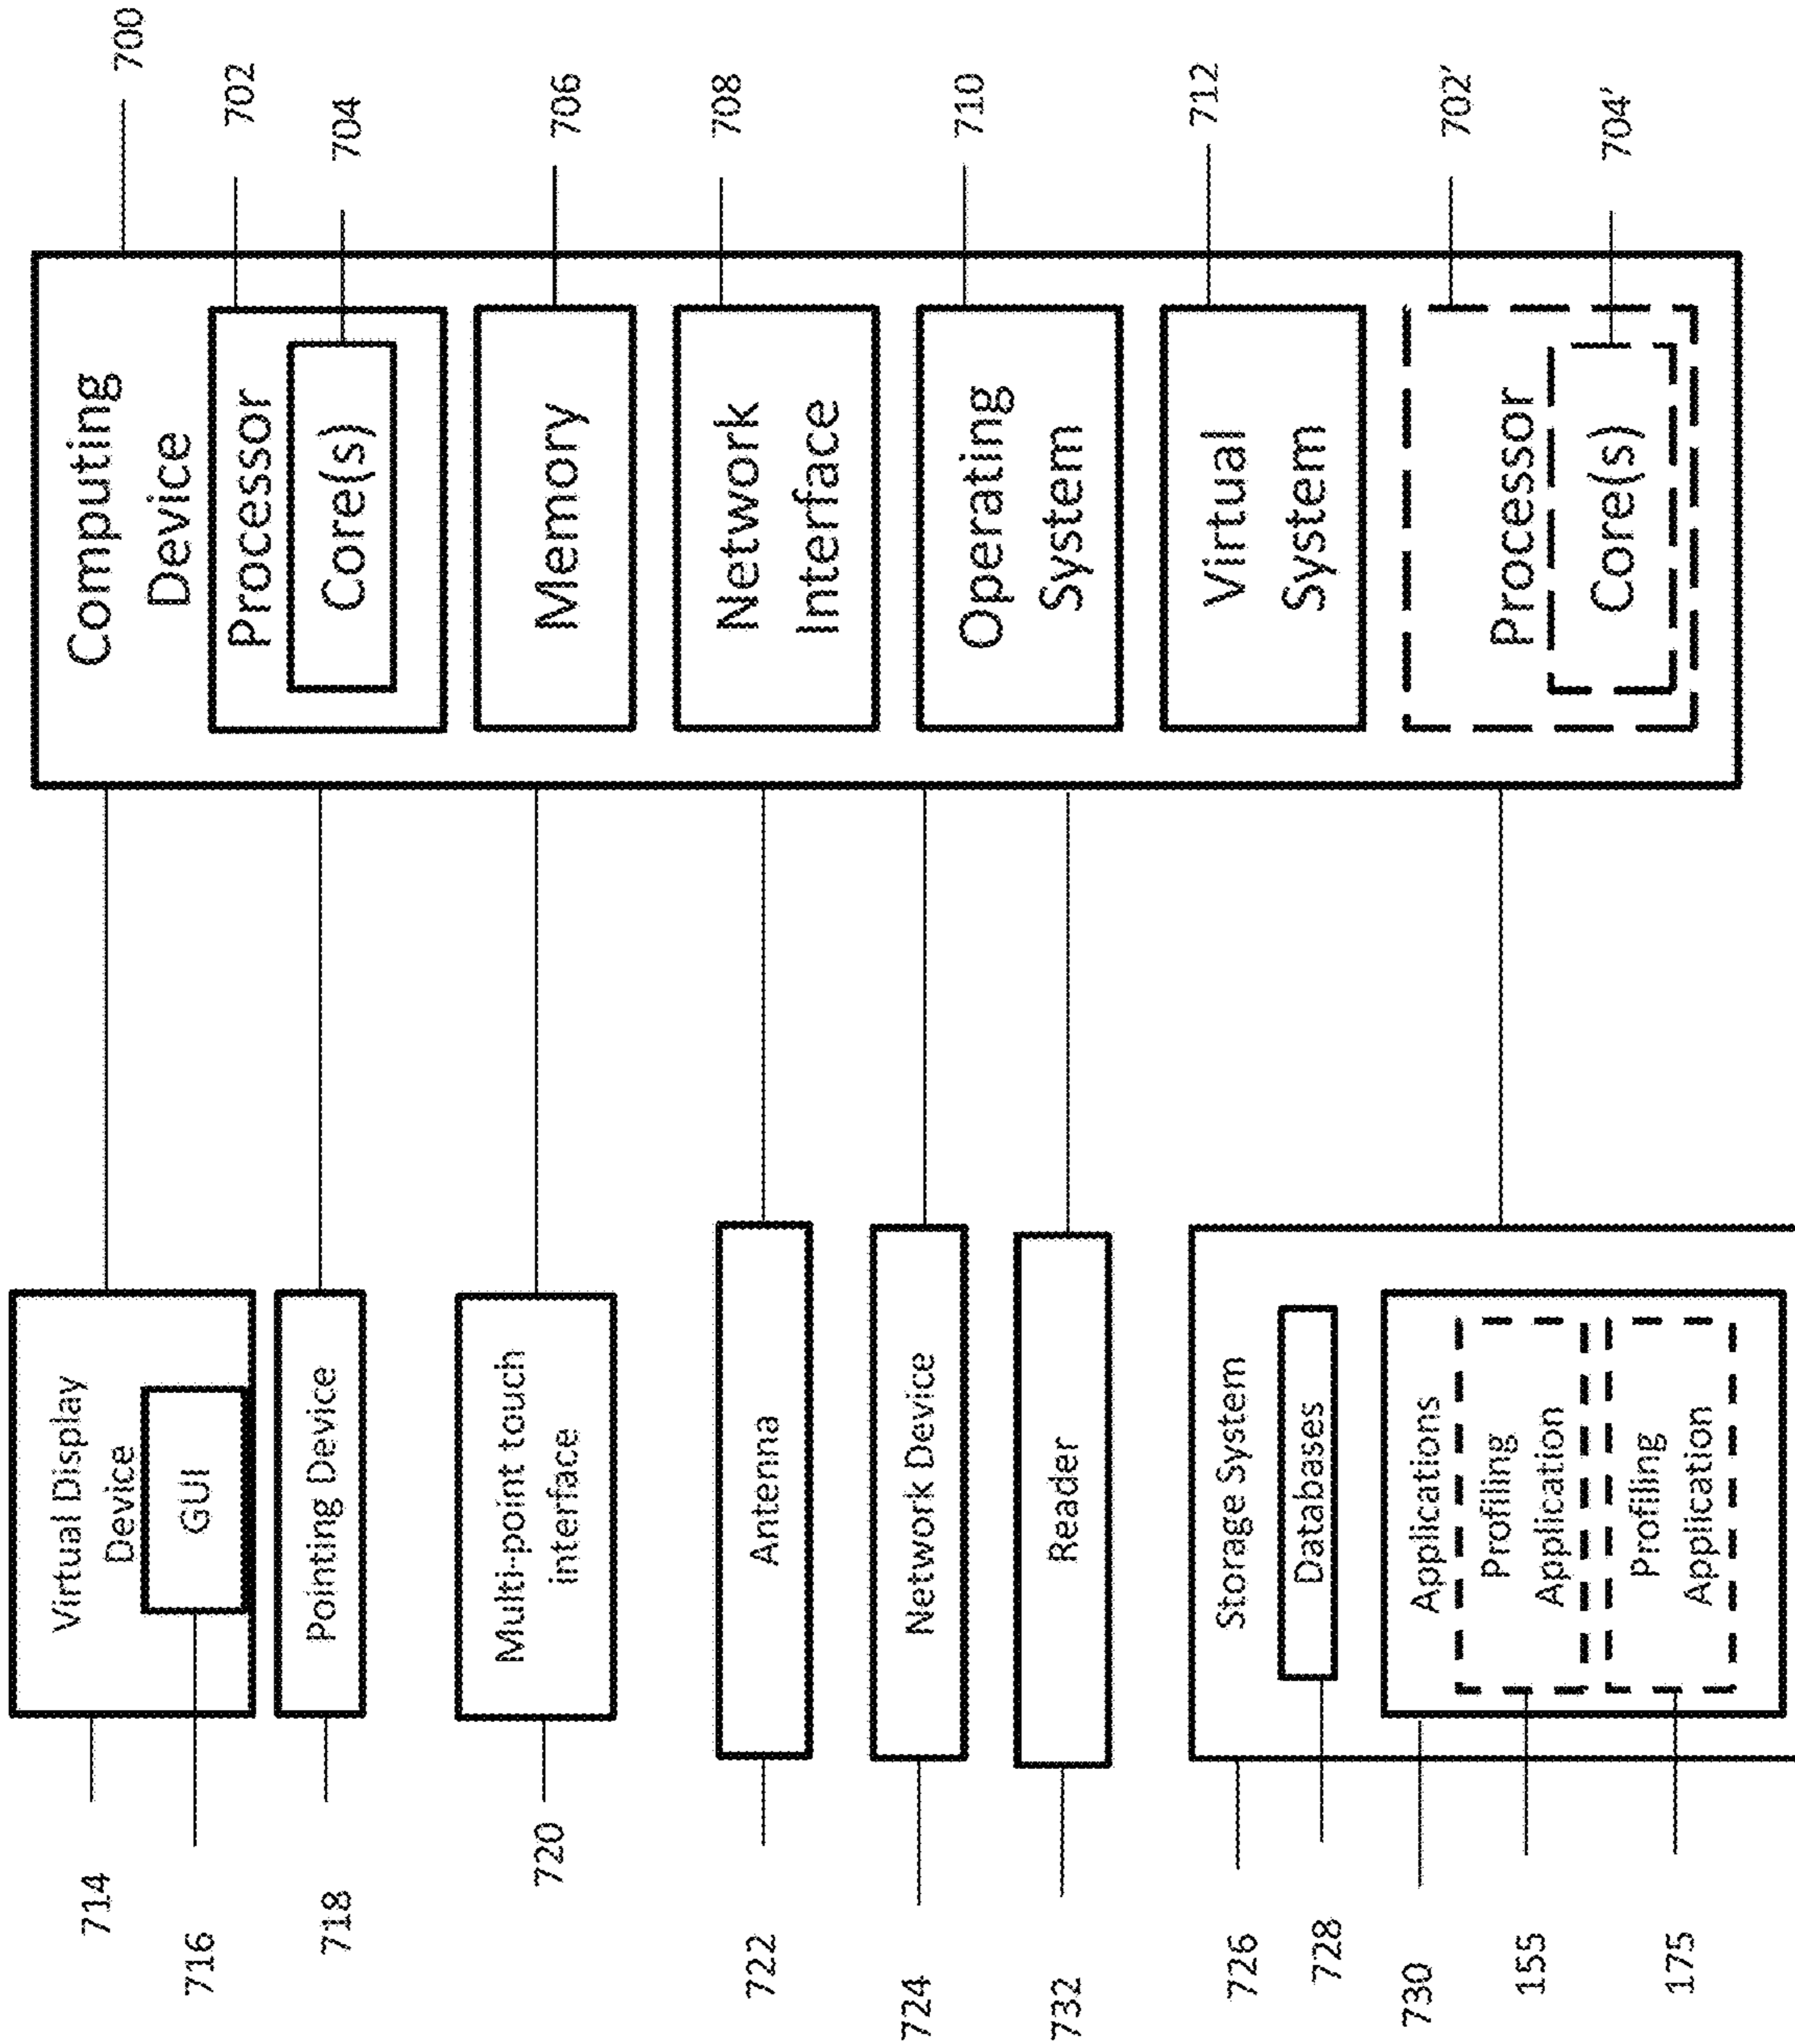 Virtual Display
Device
GUI
Pointing Device
Multi-point touch
interface
Antenna
Network Device
Reader
Storage System
Databases
Applications
Profiling
Application
Profiling
Application
714
716
718
720
722
724
732
726
728
730
155
175
Computing
Device
Processor
Core(s)
Memory
Network
Interface
Operating
System
Virtual
System
Processor
Core(s)
700
702
704
706
708
710
712
702'
704'